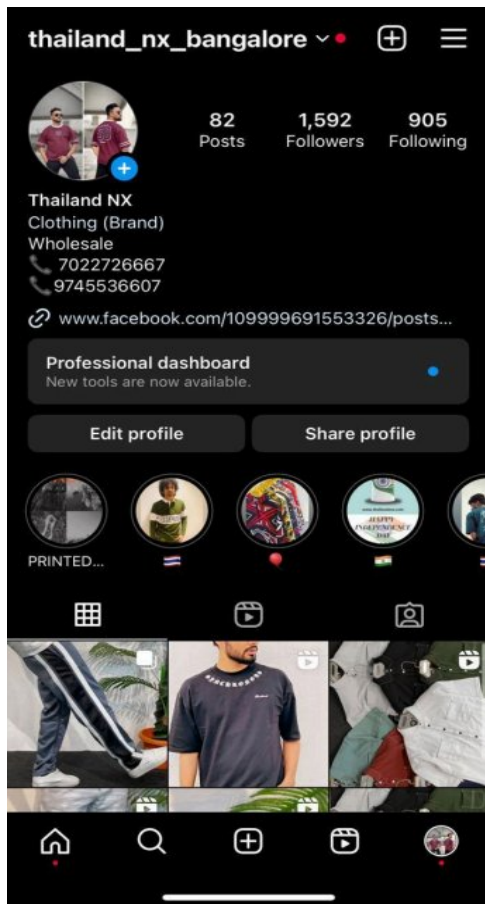 thailand_nx_bangalore
82 1,592 905
Posts Followers Following
Thailand NX
Clothing (Brand)
Wholesale
7022726667
9745536607
www.facebook.com/109999691553326/posts...
Professional dashboard
New tools are now available.
Edit profile Share profile
HAPPY
INDEPENDENCE
DAY
PRINTED...